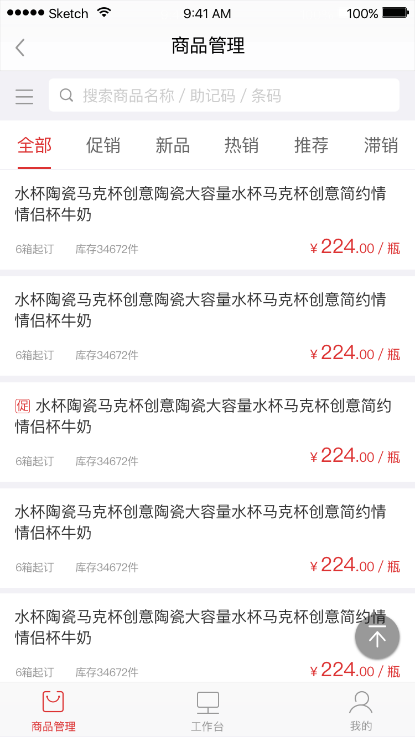 Sketch 9:41 AM 100%
商品管理
搜索商品名称 / 助记码 / 条码
全部 促销 新品 热销 推荐 滞销
水杯陶瓷马克杯创意陶瓷大容量水杯马克杯创意简约情
情侣杯牛奶
6箱起订 库存34672件 ¥ 224.00 / 瓶
水杯陶瓷马克杯创意陶瓷大容量水杯马克杯创意简约情
情侣杯牛奶
6箱起订 库存34672件 ¥ 224.00 / 瓶
促 水杯陶瓷马克杯创意陶瓷大容量水杯马克杯创意简约
情侣杯牛奶
6箱起订 库存34672件 ¥ 224.00 / 瓶
水杯陶瓷马克杯创意陶瓷大容量水杯马克杯创意简约情
情侣杯牛奶
6箱起订 库存34672件 ¥ 224.00 / 瓶
水杯陶瓷马克杯创意陶瓷大容量水杯马克杯创意简约情
情侣杯牛奶
6箱起订 库存34672件 ¥ 224.00 / 瓶
商品管理 工作台 我的